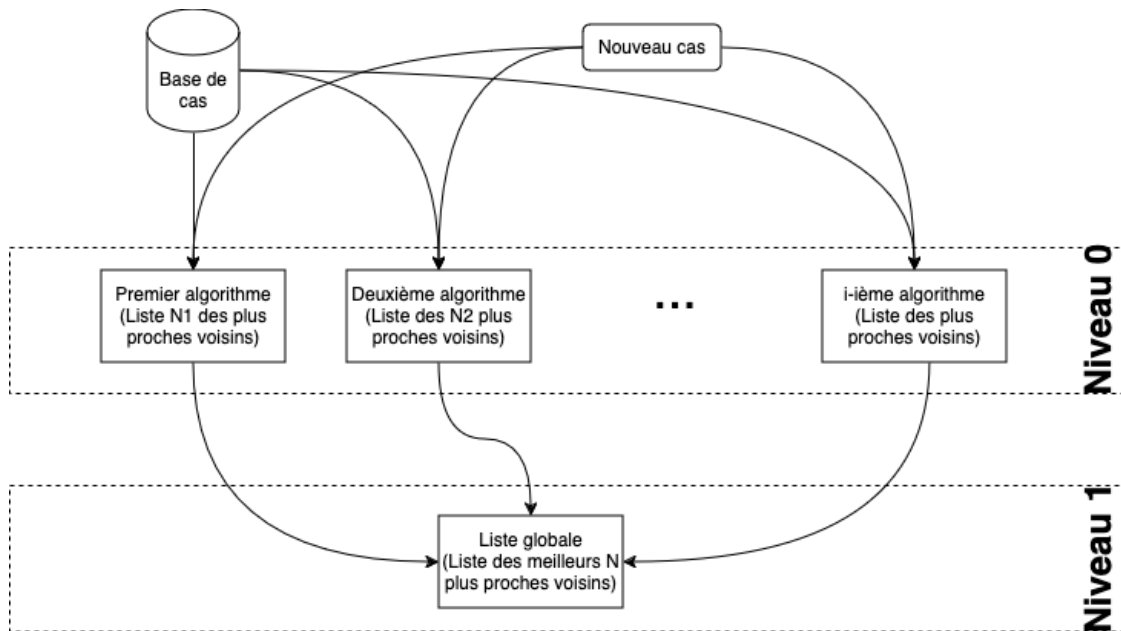 Nouveau cas
Base de
cas
Premier algorithme
(Liste N1 des plus
proches voisins)
Deuxième algorithme
(Liste des N2 plus
proches voisins)
...
i-ième algorithme
(Liste des plus
proches voisins)
Niveau 0
Liste globale
(Liste des meilleurs N
plus proches voisins)
Niveau 1